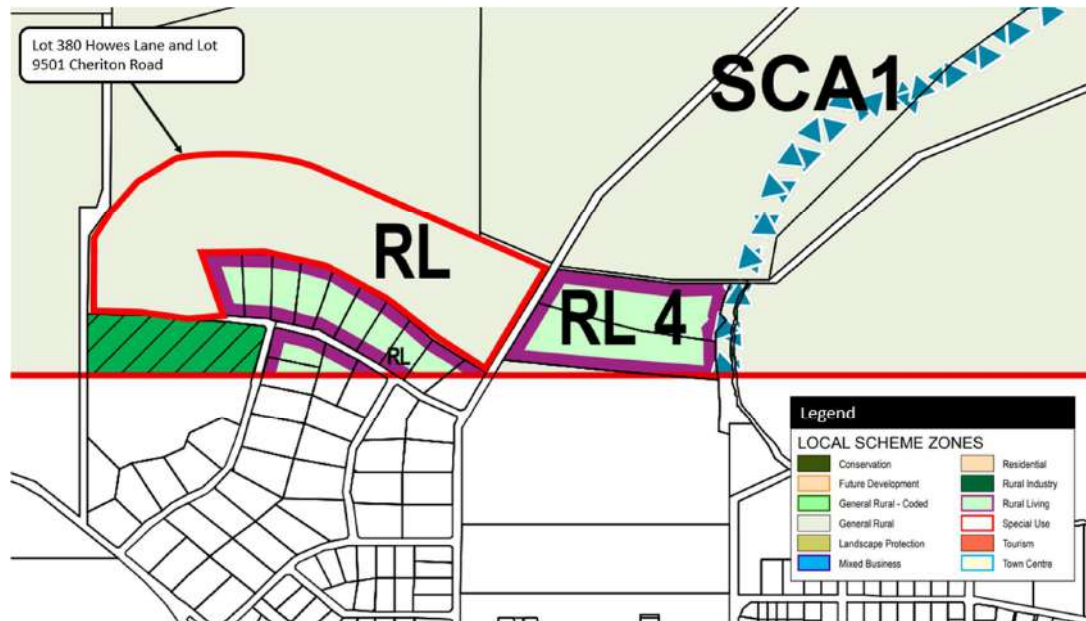 Lot 380 Howes Lane and Lot
9501 Cheriton Road
SCA1
RL
RL 4
RL
Legend
LOCAL SCHEME ZONES
Conservation
Future Development
General Rural - Coded
General Rural
Landscape Protection
Mixed Business
Residential
Rural Industry
Rural Living
Special Use
Tourism
Town Centre